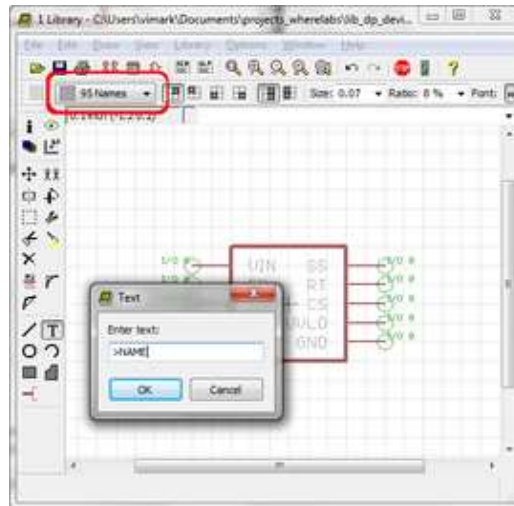 1 Library - C:\Users\vimark\Documents\projects_wherelabs\lib_dp_devi...
File Edit Draw View Library Options Window Help
95 Names Size: 0.07 Ratio: 8 % Font:
VIN SS
RT
CS
UVLO
GND
Text
Enter text:
>NAME
OK Cancel